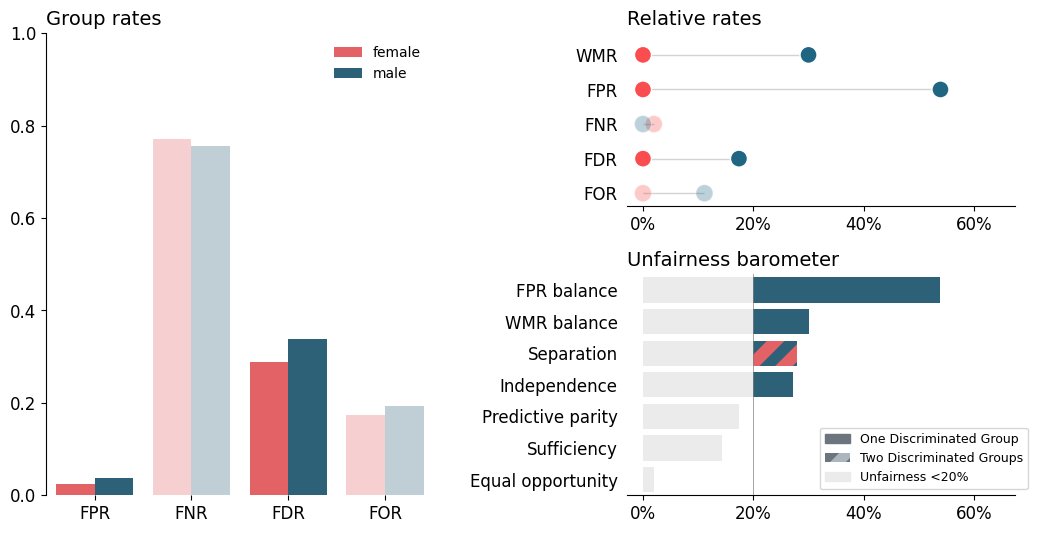 Group rates
1.0
0.8
0.6
0.4
0.2
0.0
female
male
FPR
FNR
FDR
FOR
Relative rates
WMR
FPR
FNR
FDR
FOR
0%
20%
40%
60%
Unfairness barometer
FPR balance
WMR balance
Separation
Independence
Predictive parity
Sufficiency
Equal opportunity
One Discriminated Group
Two Discriminated Groups
Unfairness <20%
0%
20%
40%
60%